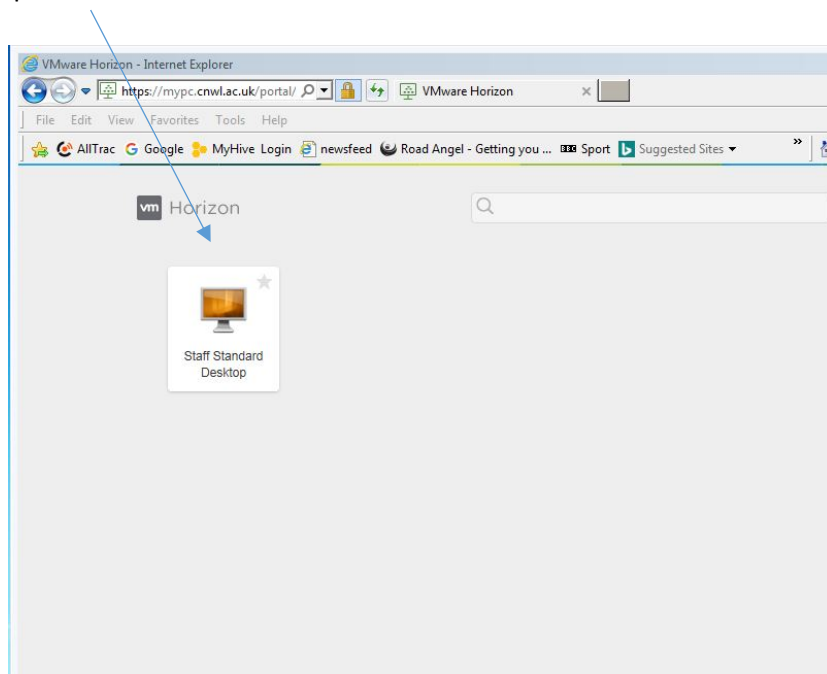 VMware Horizon - Internet Explorer
https://mypc.cnwl.ac.uk/portal/ VMware Horizon
File Edit View Favorites Tools Help
AllTrac G Google MyHive Login newsfeed Road Angel - Getting you ... BBC Sport Suggested Sites »
vm Horizon
Staff Standard
Desktop